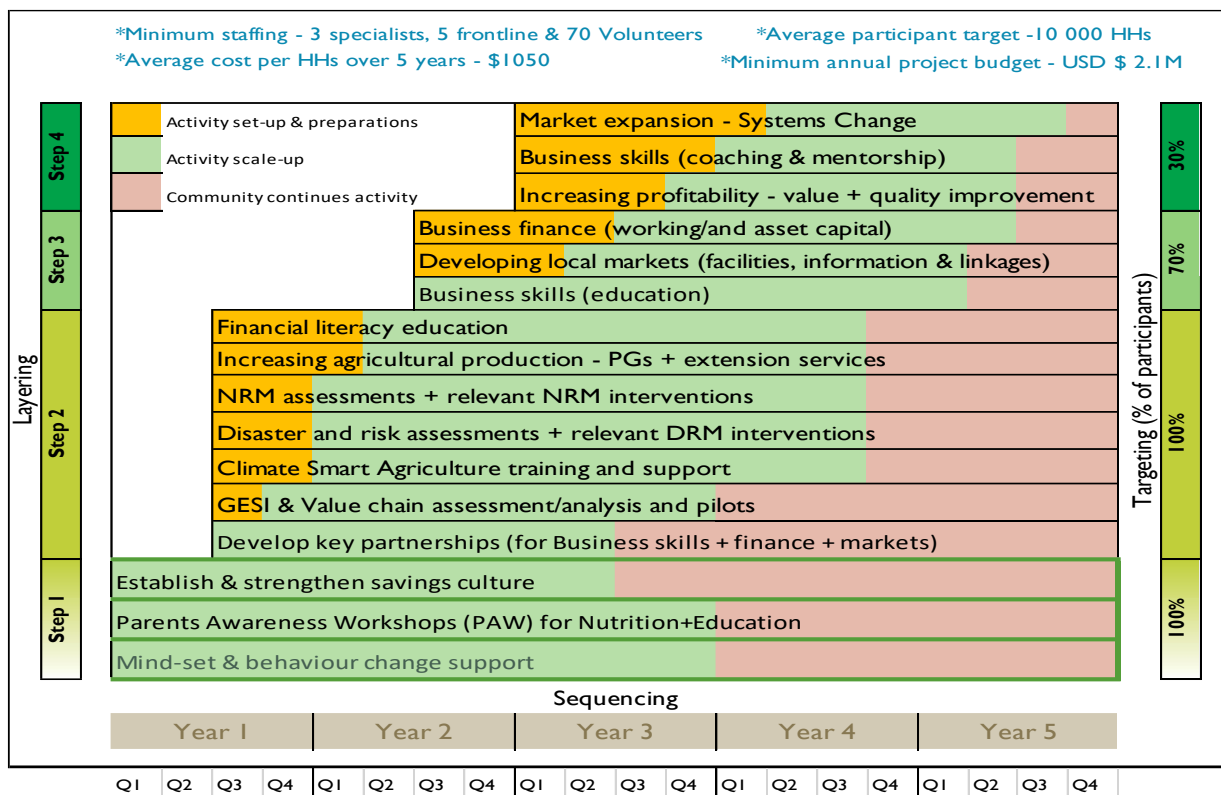 *Minimum staffing - 3 specialists, 5 frontline & 70 Volunteers
*Average participant target -10 000 HHs
*Average cost per HHs over 5 years - $1050
*Minimum annual project budget - USD $ 2.1M
Layering
Step 4
Step 3
Step 2
Step 1
Activity set-up & preparations
Activity scale-up
Community continues activity
Market expansion - Systems Change
Business skills (coaching & mentorship)
Increasing profitability - value + quality improvement
Business finance (working/and asset capital)
Developing local markets (facilities, information & linkages)
Business skills (education)
Financial literacy education
Increasing agricultural production - PGs + extension services
NRM assessments + relevant NRM interventions
Disaster and risk assessments + relevant DRM interventions
Climate Smart Agriculture training and support
GESI & Value chain assessment/analysis and pilots
Develop key partnerships (for Business skills + finance + markets)
Establish & strengthen savings culture
Parents Awareness Workshops (PAW) for Nutrition+Education
Mind-set & behaviour change support
Targeting (% of participants)
30%
70%
100%
100%
Sequencing
Year 1 Year 2 Year 3 Year 4 Year 5
Q1 Q2 Q3 Q4 Q1 Q2 Q3 Q4 Q1 Q2 Q3 Q4 Q1 Q2 Q3 Q4 Q1 Q2 Q3 Q4